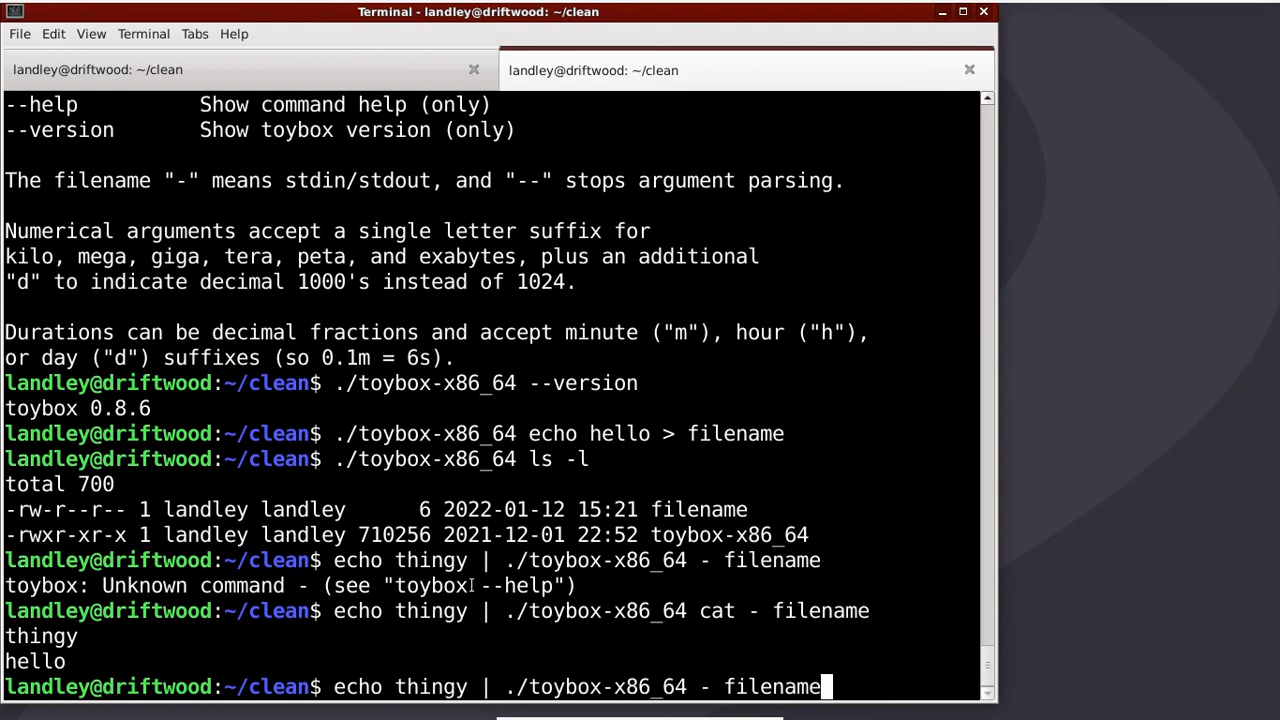 Terminal - landley@driftwood: ~/clean
File Edit View Terminal Tabs Help
landley@driftwood: ~/clean
landley@driftwood: ~/clean
--help          Show command help (only)
--version       Show toybox version (only)
The filename "-" means stdin/stdout, and "--" stops argument parsing.
Numerical arguments accept a single letter suffix for
kilo, mega, giga, tera, peta, and exabytes, plus an additional
"d" to indicate decimal 1000's instead of 1024.
Durations can be decimal fractions and accept minute ("m"), hour ("h"),
or day ("d") suffixes (so 0.1m = 6s).
landley@driftwood:~/clean$ ./toybox-x86_64 --version
toybox 0.8.6
landley@driftwood:~/clean$ ./toybox-x86_64 echo hello > filename
landley@driftwood:~/clean$ ./toybox-x86_64 ls -l
total 700
-rw-r--r-- 1 landley landley      6 2022-01-12 15:21 filename
-rwxr-xr-x 1 landley landley 710256 2021-12-01 22:52 toybox-x86_64
landley@driftwood:~/clean$ echo thingy | ./toybox-x86_64 - filename
toybox: Unknown command - (see "toybox --help")
landley@driftwood:~/clean$ echo thingy | ./toybox-x86_64 cat - filename
thingy
hello
landley@driftwood:~/clean$ echo thingy | ./toybox-x86_64 - filename